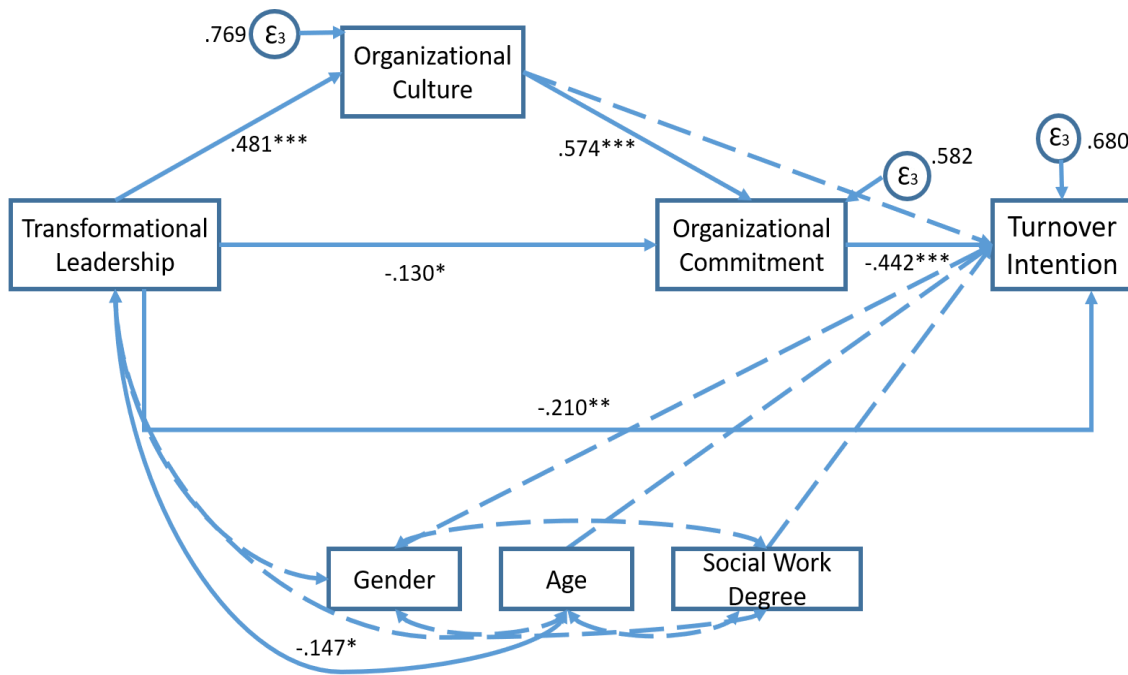 .769
ε₃
Organizational
Culture
.481***
.574***
ε₃
.680
ε₃
.582
Transformational
Leadership
Organizational
Commitment
Turnover
Intention
-.130*
-.442***
-.210**
Gender
Age
Social Work
Degree
-.147*